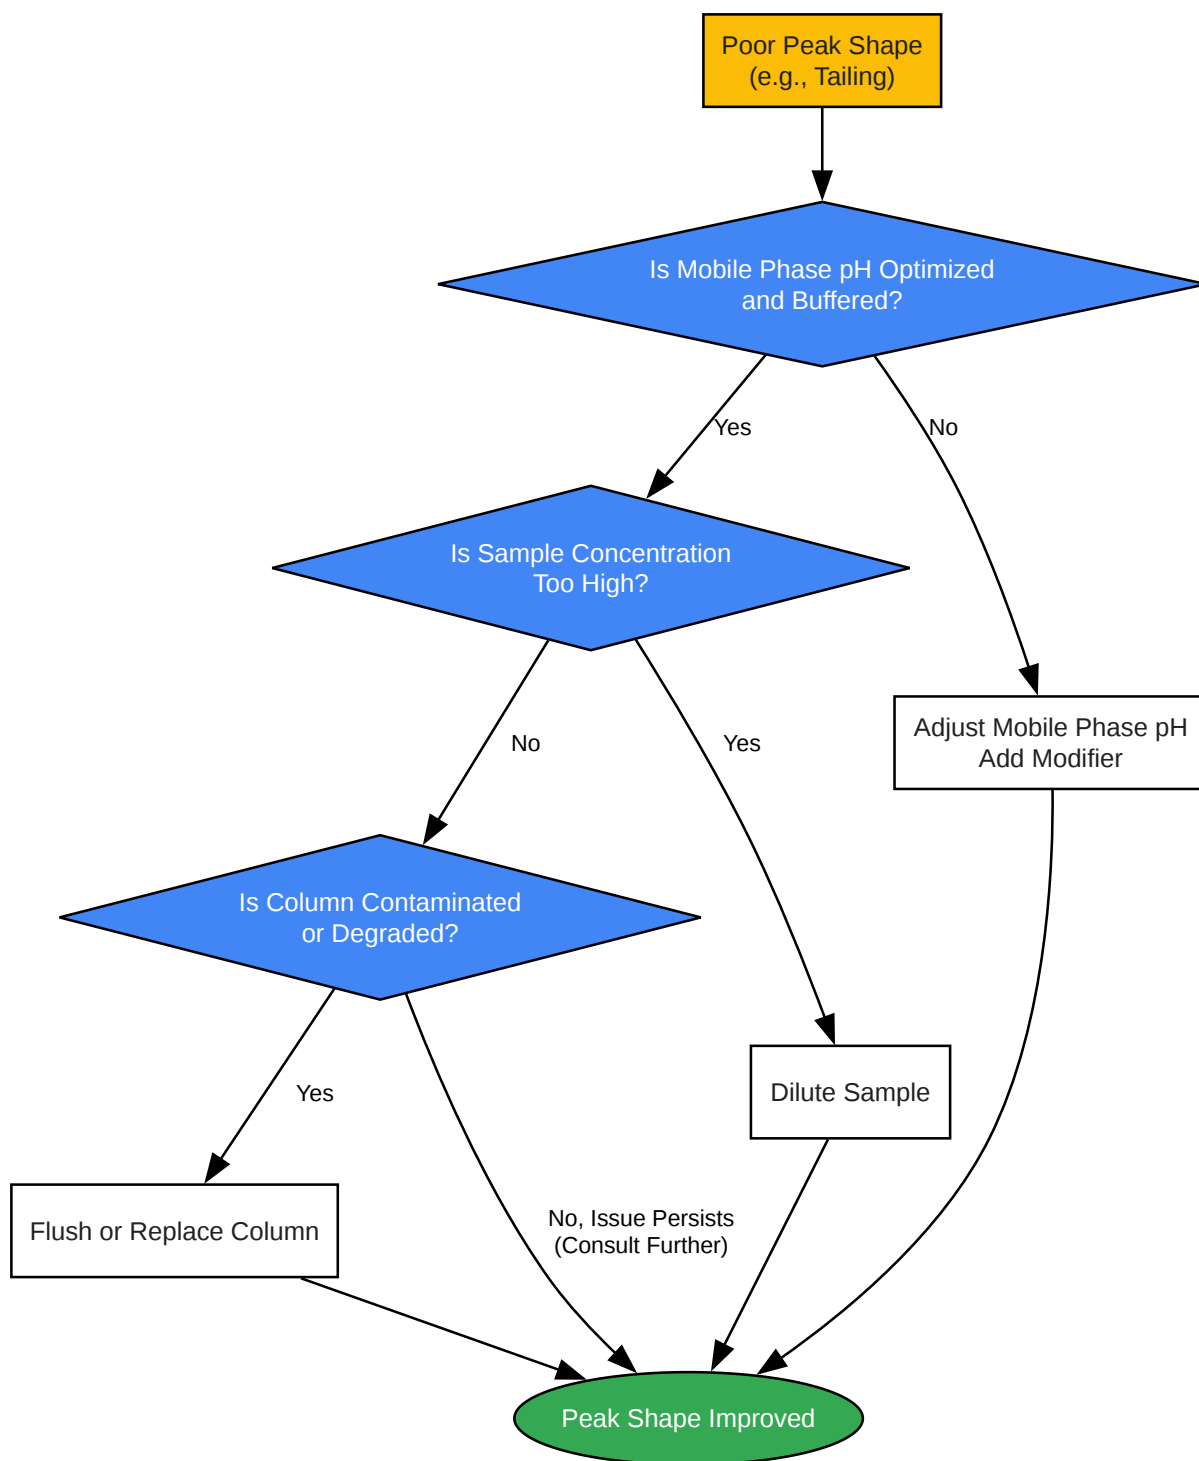 Poor Peak Shape
(e.g., Tailing)
Is Mobile Phase pH Optimized
and Buffered?
Yes
No
Is Sample Concentration
Too High?
No
Yes
Adjust Mobile Phase pH
Add Modifier
Is Column Contaminated
or Degraded?
Yes
Dilute Sample
No, Issue Persists
(Consult Further)
Flush or Replace Column
Peak Shape Improved